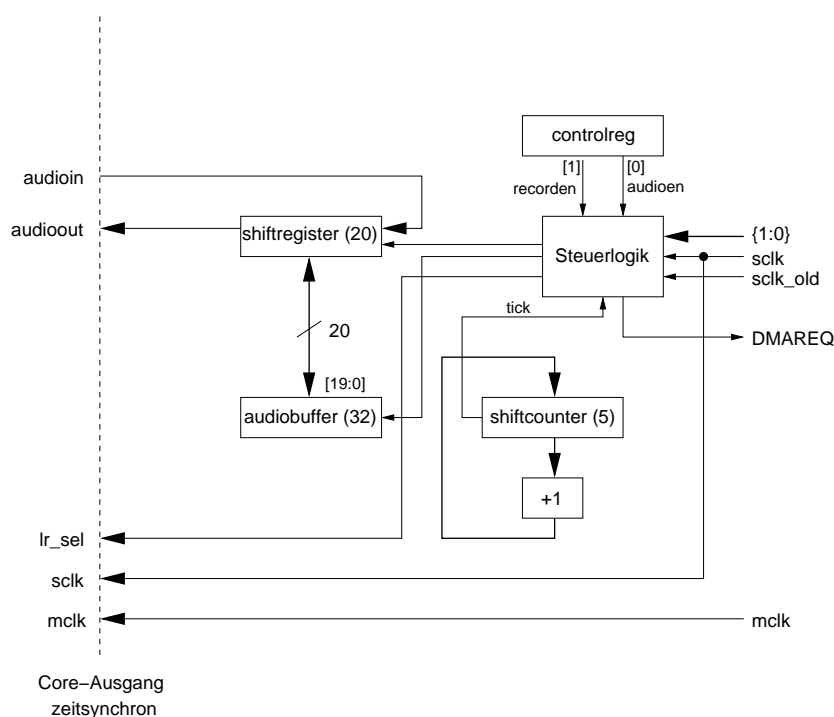 controlreg
[1]
[0]
recorden
audioen
audioin
audioout
shiftregister (20)
Steuerlogik
{1:0}
sclk
sclk_old
tick
20
DMAREQ
[19:0]
audiobuffer (32)
shiftcounter (5)
+1
lr_sel
sclk
mclk
mclk
Core−Ausgang
zeitsynchron